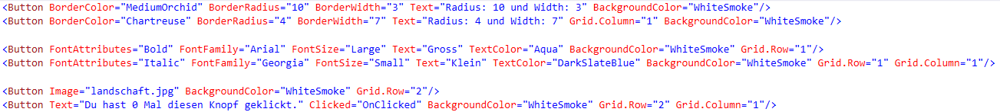 <Button BorderColor="MediumOrchid" BorderRadius="10" BorderWidth="3" Text="Radius: 10 und Width: 3" BackgroundColor="WhiteSmoke"/>
<Button BorderColor="Chartreuse" BorderRadius="4" BorderWidth="7" Text="Radius: 4 und Width: 7" Grid.Column="1" BackgroundColor="WhiteSmoke"/>
<Button FontAttributes="Bold" FontFamily="Arial" FontSize="Large" Text="Gross" TextColor="Aqua" BackgroundColor="WhiteSmoke" Grid.Row="1"/>
<Button FontAttributes="Italic" FontFamily="Georgia" FontSize="Small" Text="Klein" TextColor="DarkSlateBlue" BackgroundColor="WhiteSmoke" Grid.Row="1" Grid.Column="1"/>
<Button Image="landschaft.jpg" BackgroundColor="WhiteSmoke" Grid.Row="2"/>
<Button Text="Du hast 0 Mal diesen Knopf geklickt." Clicked="OnClicked" BackgroundColor="WhiteSmoke" Grid.Row="2" Grid.Column="1"/>